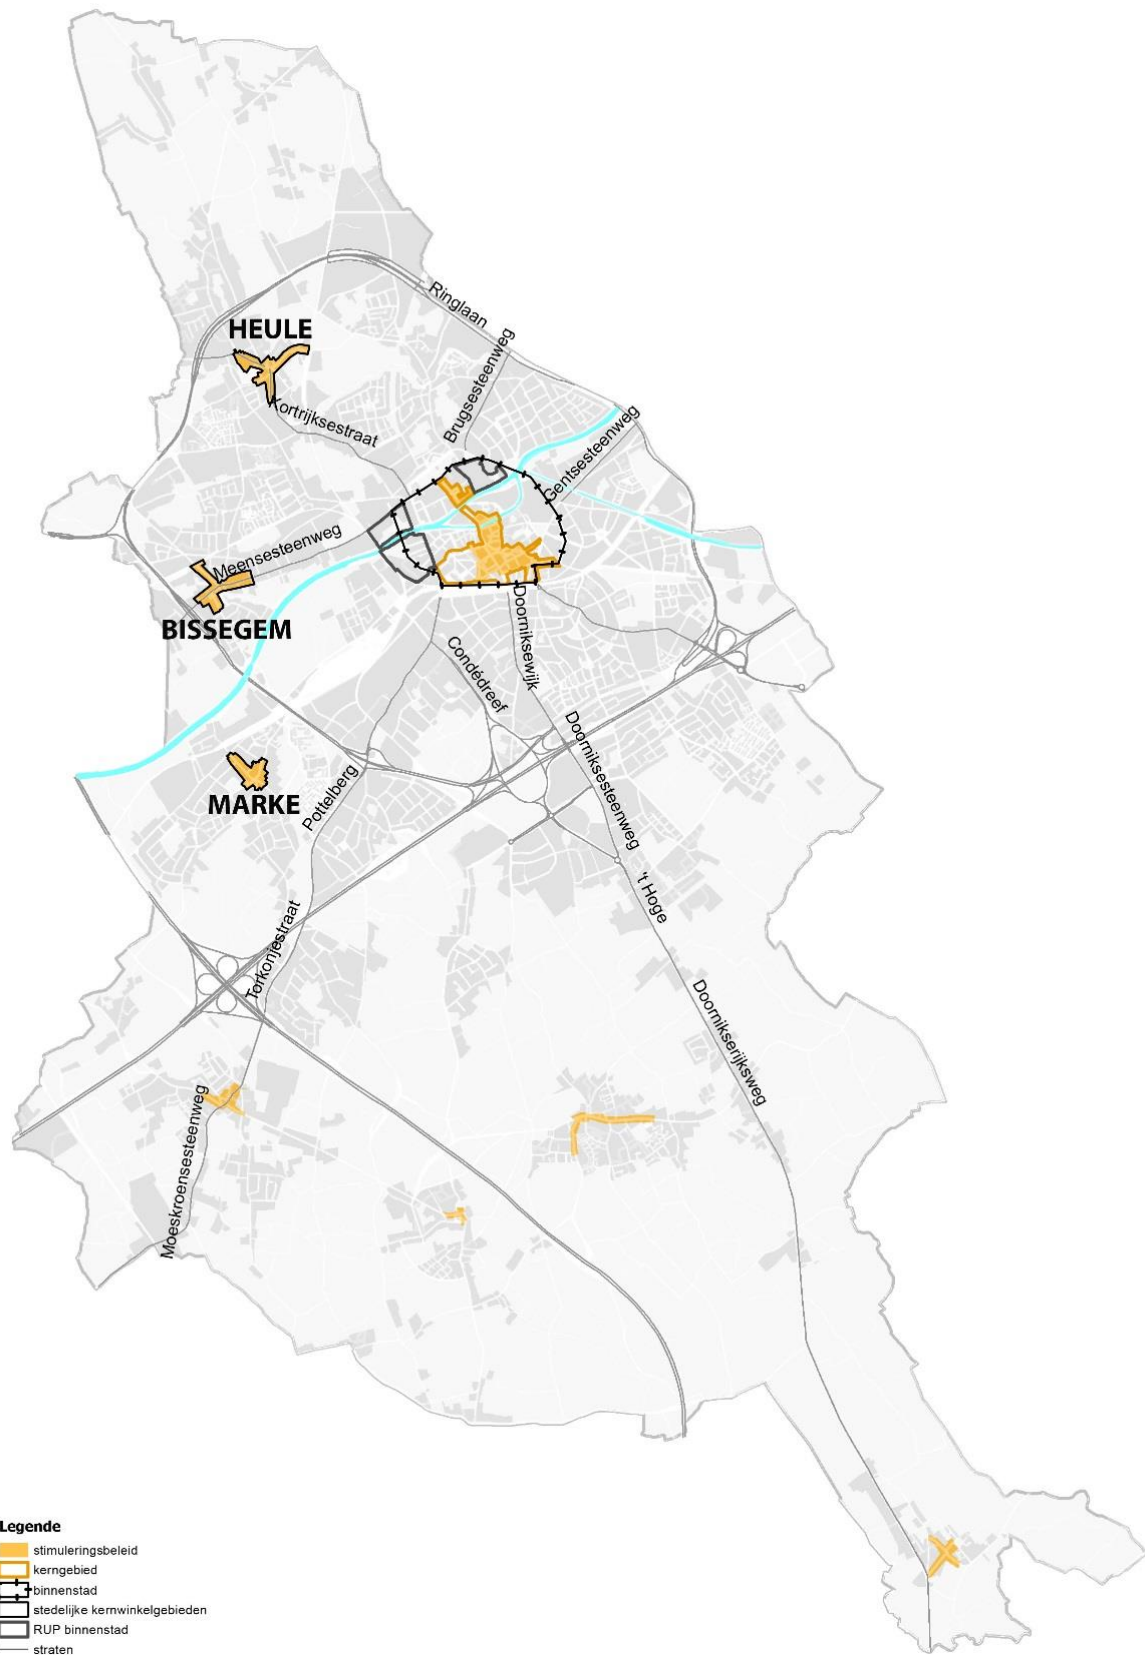 Ringlaan
HEULE
Brugsesteenweg
Kortrijksestraat
Gentsesteenweg
Meensesteenweg
BISSEGEM
Doorniksewijk
Condédreef
Doorniksesteenweg
MARKE
Pottelberg
't Hoge
Torkonjestraat
Doornikserijksweg
Moeskroensesteenweg
Legende
stimuleringsbeleid
kerngebied
binnenstad
stedelijke kernwinkelgebieden
RUP binnenstad
straten